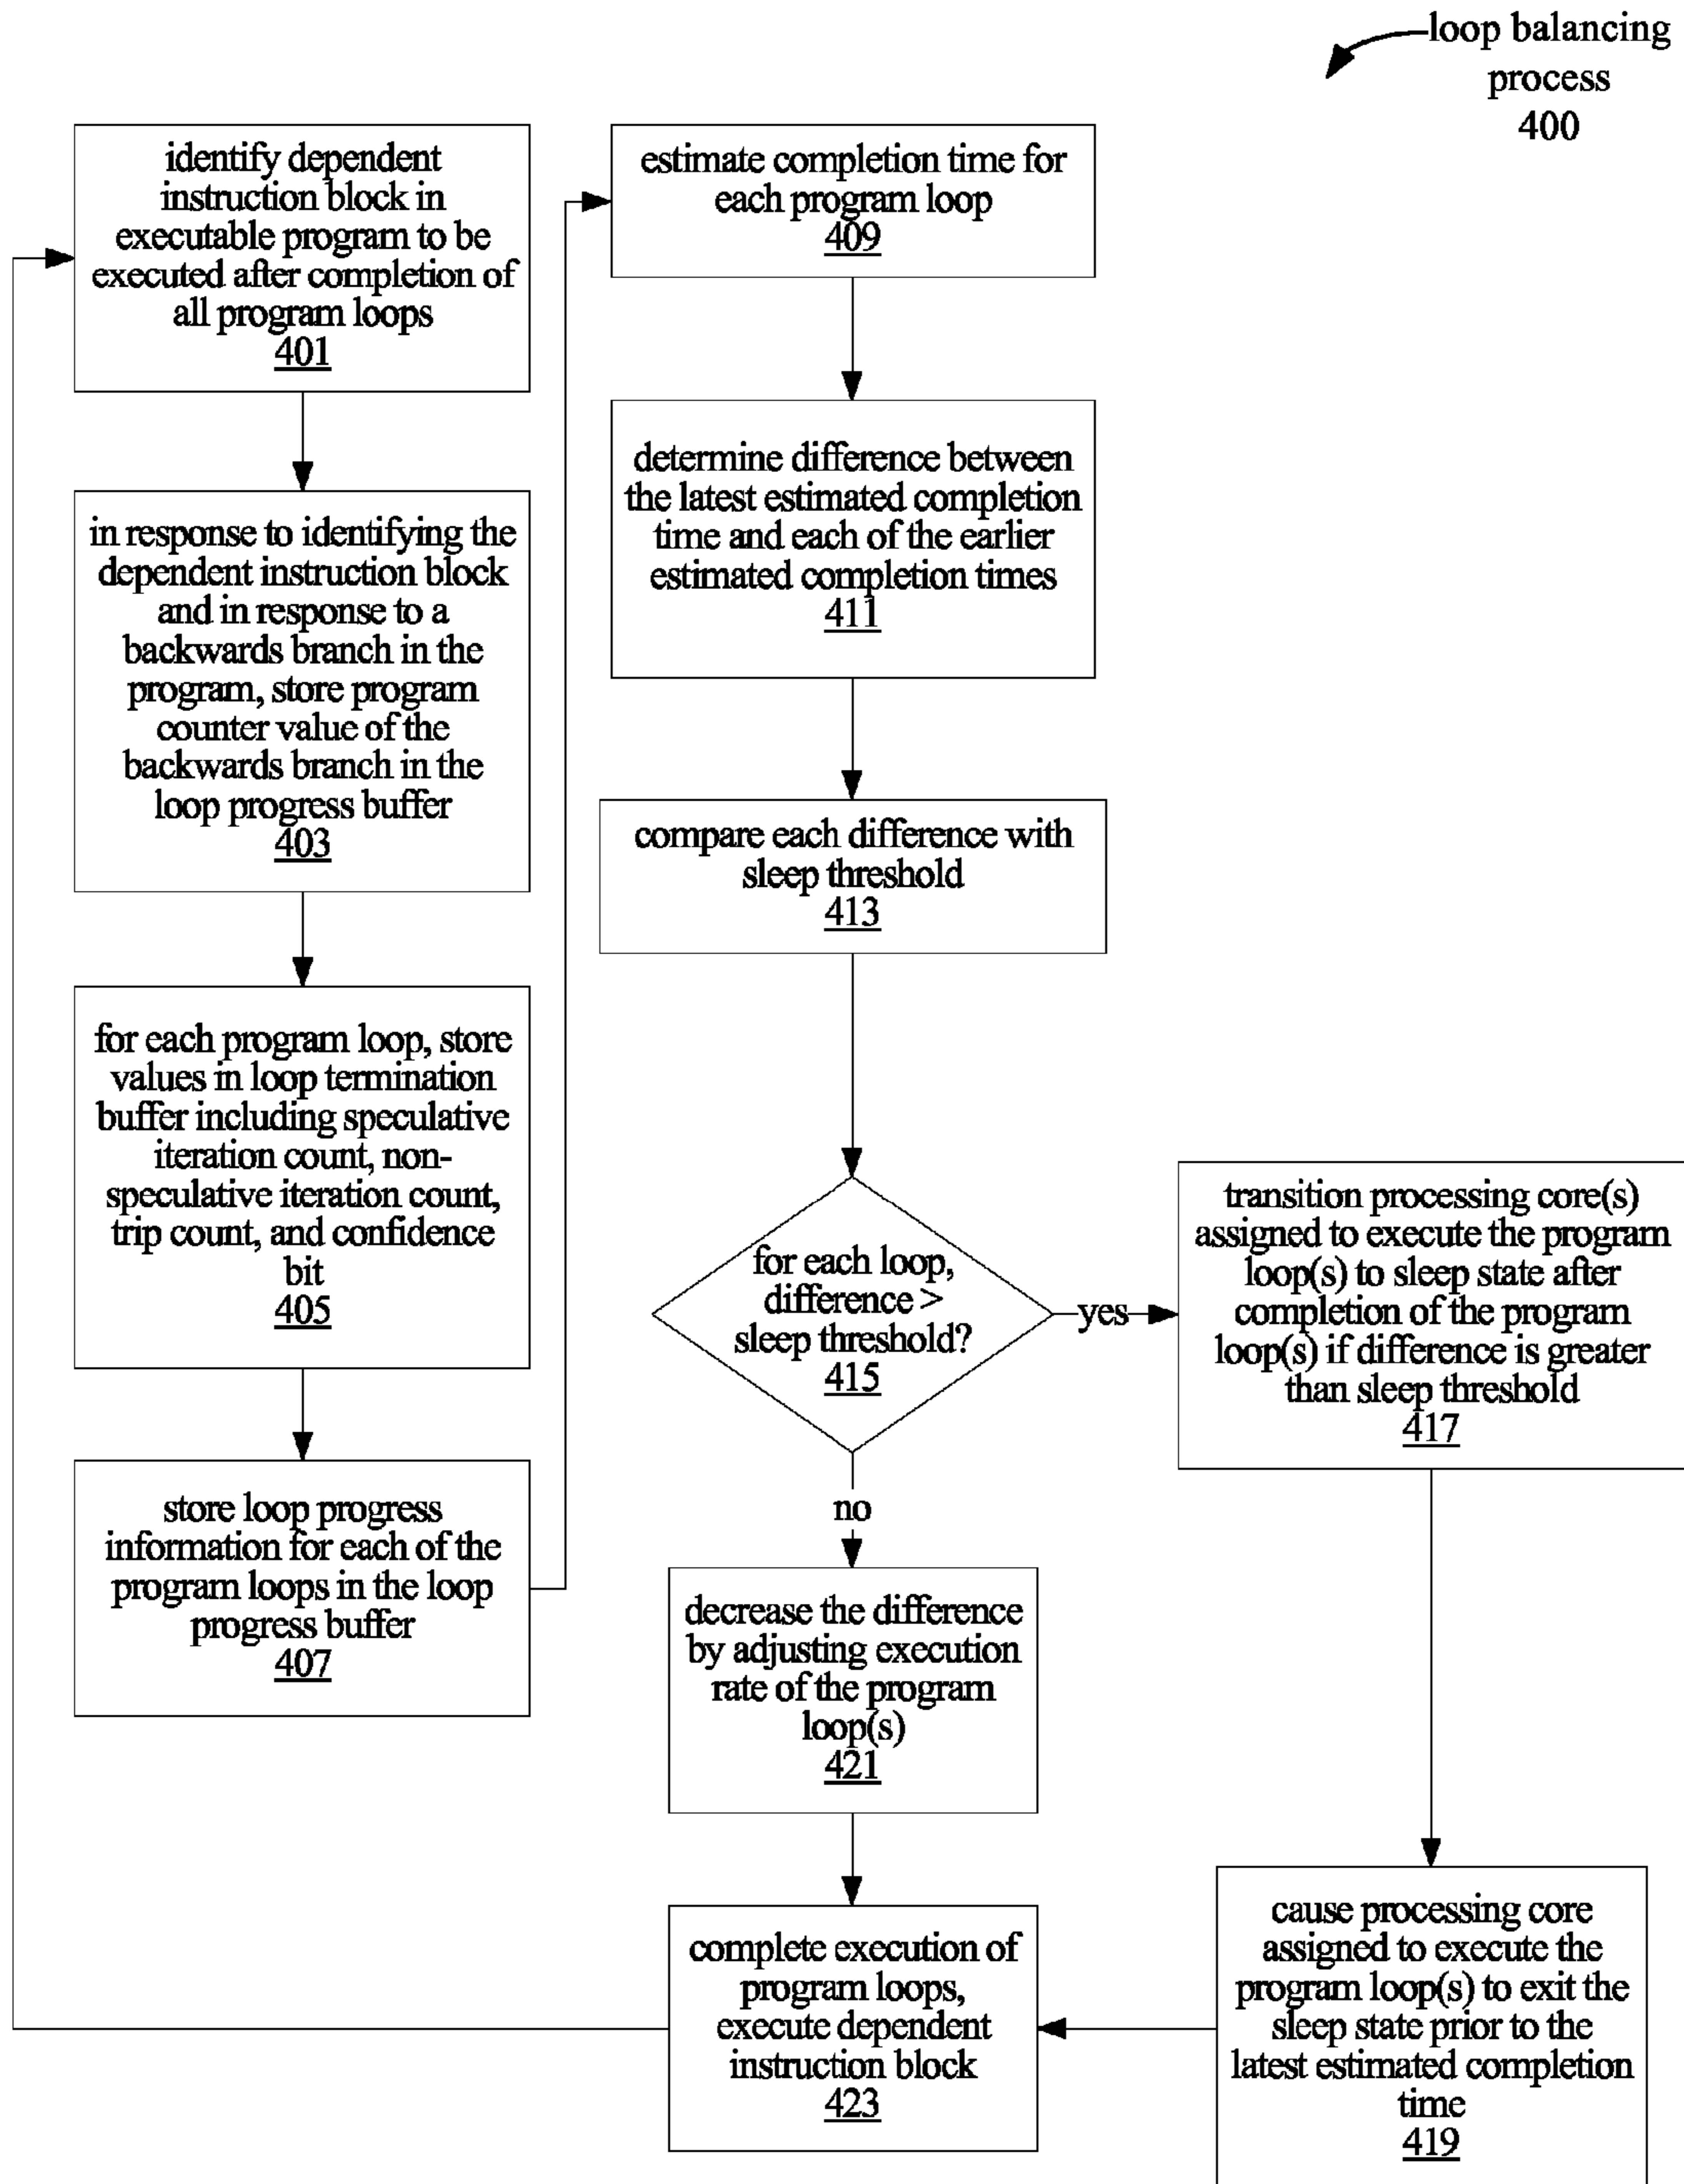 loop balancing
process
400
identify dependent
instruction block in
executable program to be
executed after completion of
all program loops
401
in response to identifying the
dependent instruction block
and in response to a
backwards branch in the
program, store program
counter value of the
backwards branch in the
loop progress buffer
403
for each program loop, store
values in loop termination
buffer including speculative
iteration count, non-
speculative iteration count,
trip count, and confidence
bit
405
store loop progress
information for each of the
program loops in the loop
progress buffer
407
estimate completion time for
each program loop
409
determine difference between
the latest estimated completion
time and each of the earlier
estimated completion times
411
compare each difference with
sleep threshold
413
for each loop,
difference >
sleep threshold?
415
yes
no
transition processing core(s)
assigned to execute the program
loop(s) to sleep state after
completion of the program
loop(s) if difference is greater
than sleep threshold
417
cause processing core
assigned to execute the
program loop(s) to exit the
sleep state prior to the
latest estimated completion
time
419
decrease the difference
by adjusting execution
rate of the program
loop(s)
421
complete execution of
program loops,
execute dependent
instruction block
423